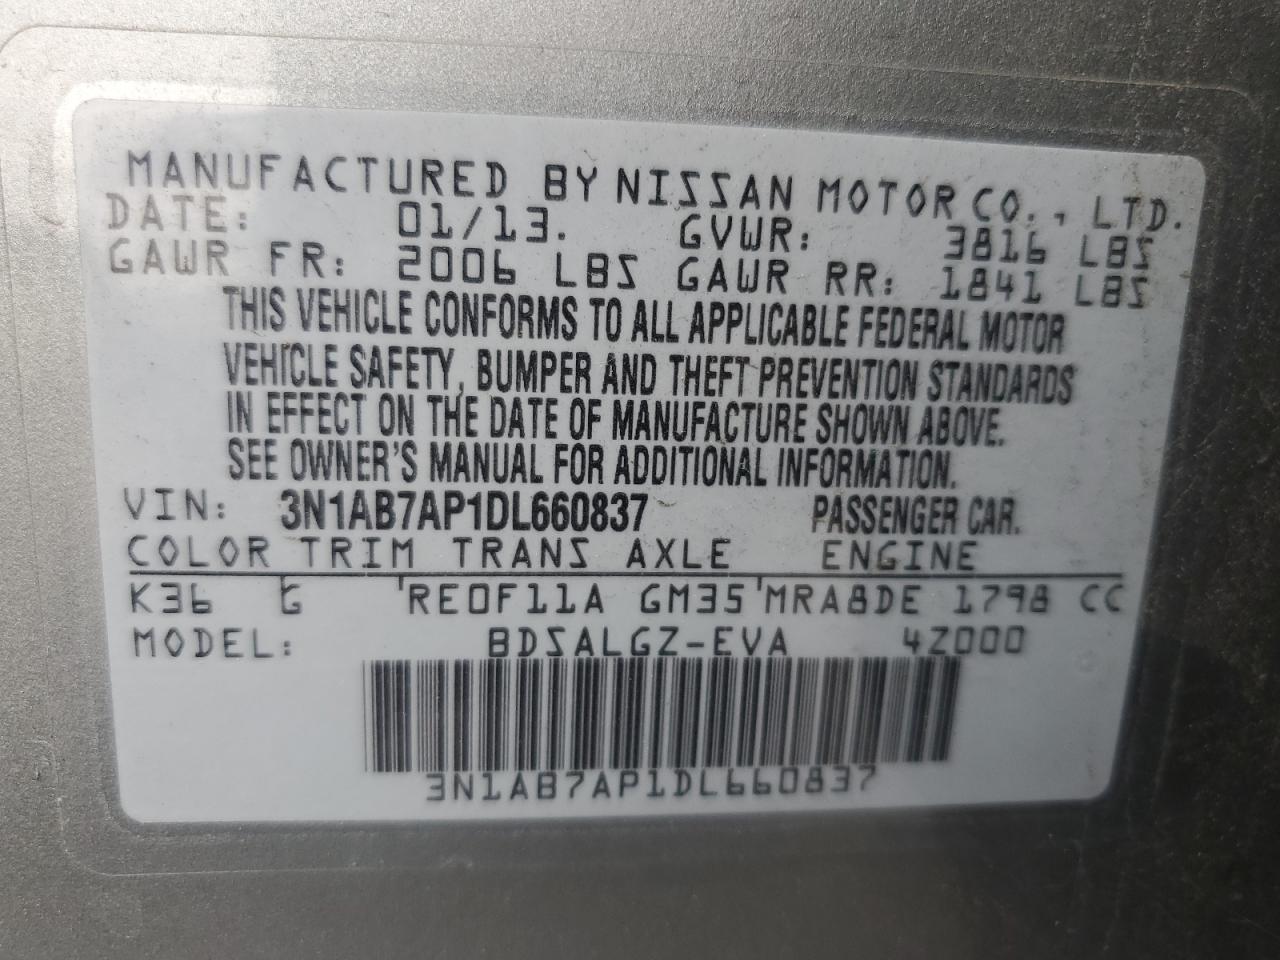 MANUFACTURED BY NISSAN MOTOR CO., LTD.
DATE: 01/13. GVWR: 3816 LBS
GAWR FR: 2006 LBS GAWR RR: 1841 LBS
THIS VEHICLE CONFORMS TO ALL APPLICABLE FEDERAL MOTOR
VEHICLE SAFETY, BUMPER AND THEFT PREVENTION STANDARDS
IN EFFECT ON THE DATE OF MANUFACTURE SHOWN ABOVE.
SEE OWNER'S MANUAL FOR ADDITIONAL INFORMATION.
VIN: 3N1AB7AP1DL660837 PASSENGER CAR.
COLOR TRIM TRANS AXLE ENGINE
K36 G RE0F11A GM35 MRA8DE 1798 CC
MODEL: BDSALGZ-EVA 4Z000
3N1AB7AP1DL660837